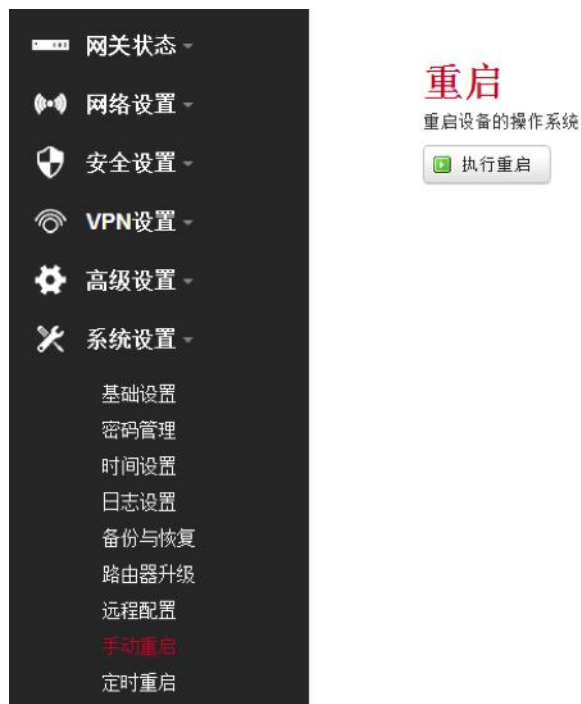 网关状态
网络设置
安全设置
VPN设置
高级设置
系统设置
基础设置
密码管理
时间设置
日志设置
备份与恢复
路由器升级
远程配置
手动重启
定时重启
重启
重启设备的操作系统
执行重启